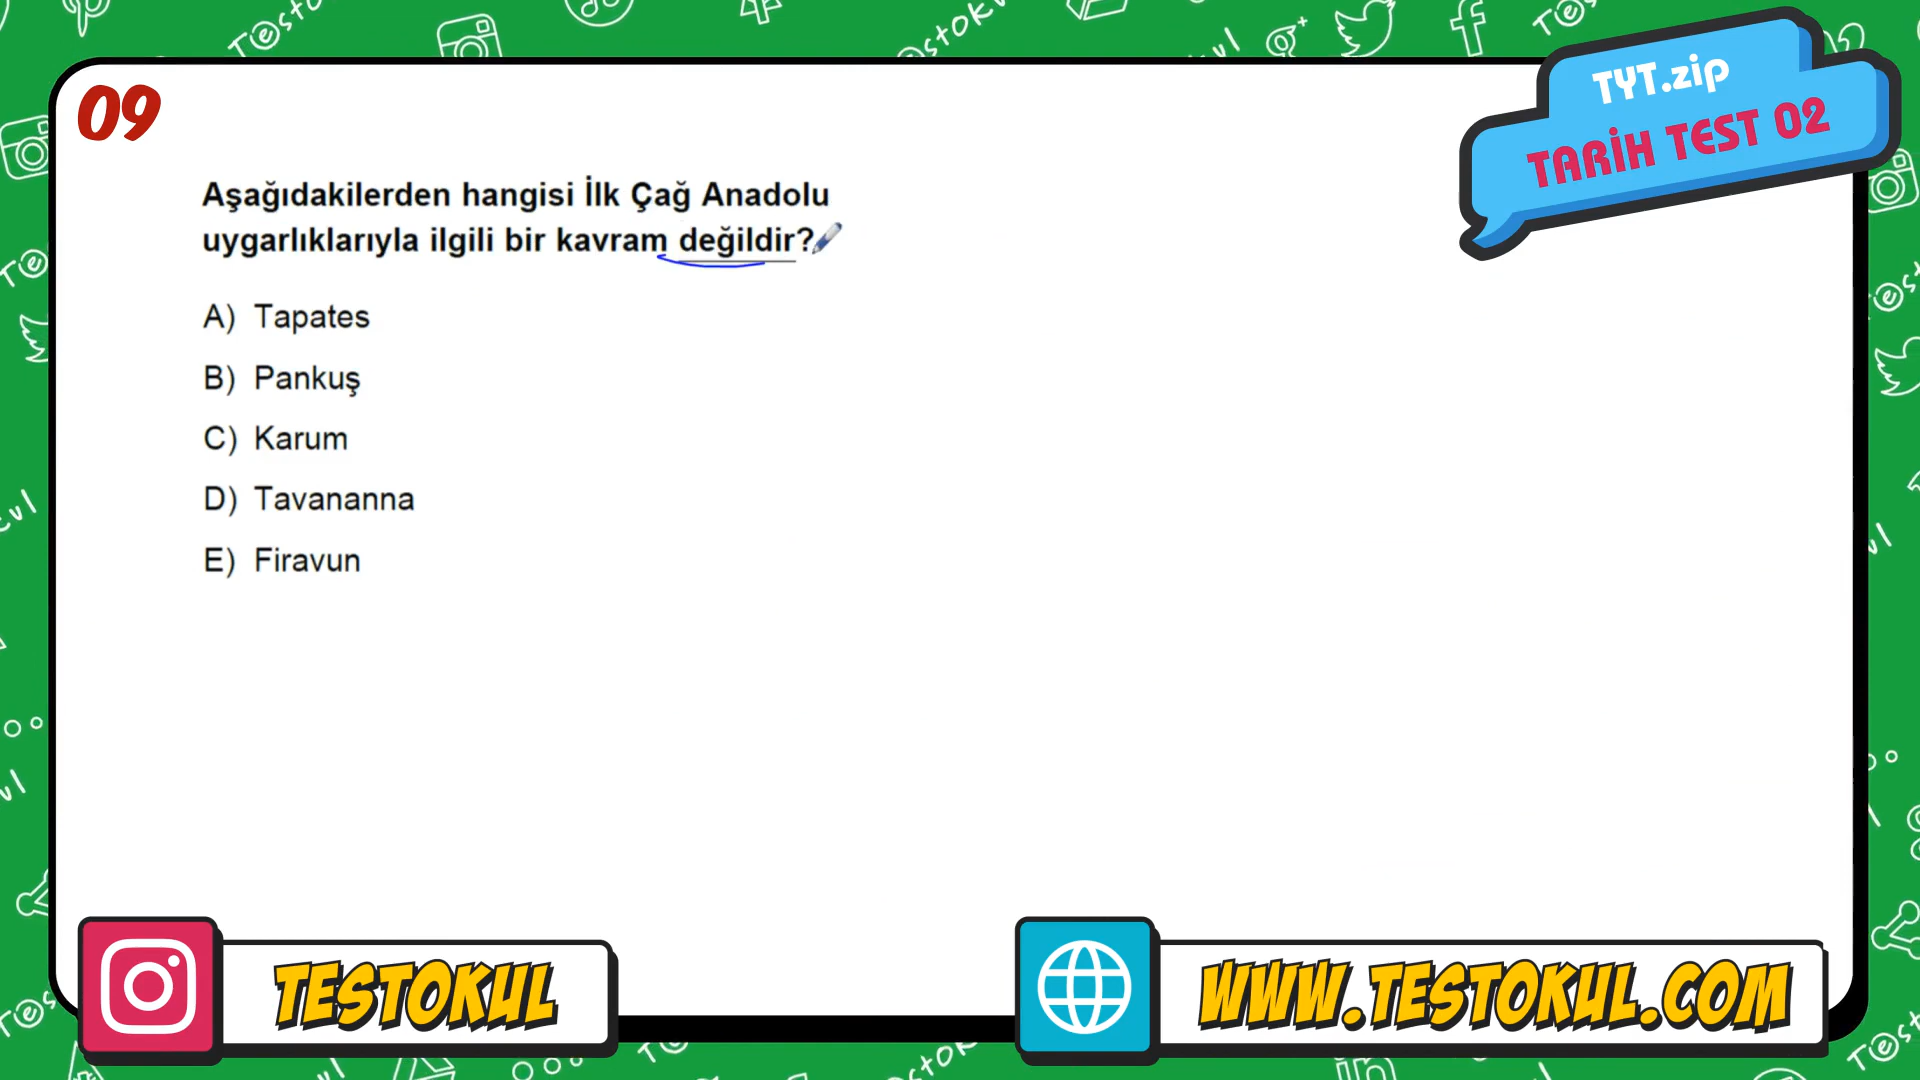 09
TYT.zip
TARİH TEST 02
Aşağıdakilerden hangisi İlk Çağ Anadolu
uygarlıklarıyla ilgili bir kavram değildir?
A) Tapates
B) Pankuş
C) Karum
D) Tavananna
E) Firavun
TESTOKUL
WWW.TESTOKUL.COM